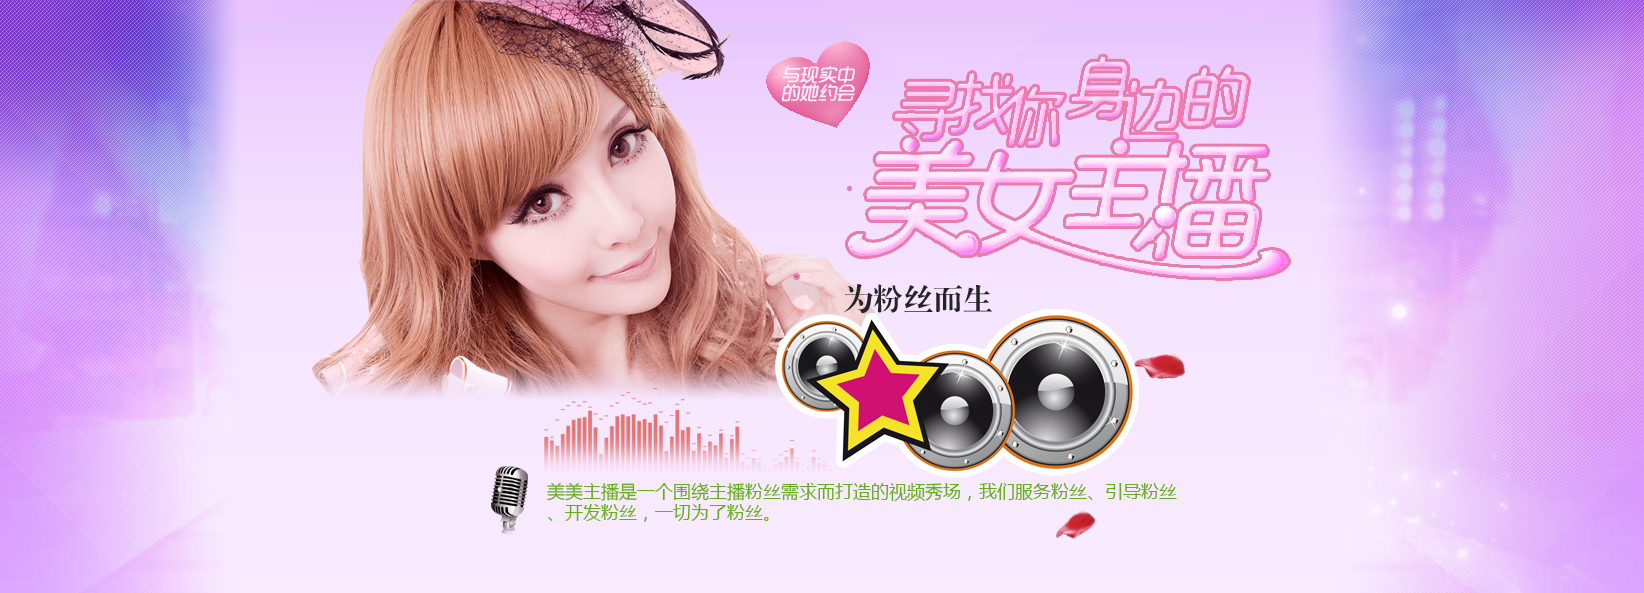 与现实中
的她约会
寻找你身边的
美女主播
为粉丝而生
美美主播是一个围绕主播粉丝需求而打造的视频秀场，我们服务粉丝、引导粉丝
、开发粉丝，一切为了粉丝。